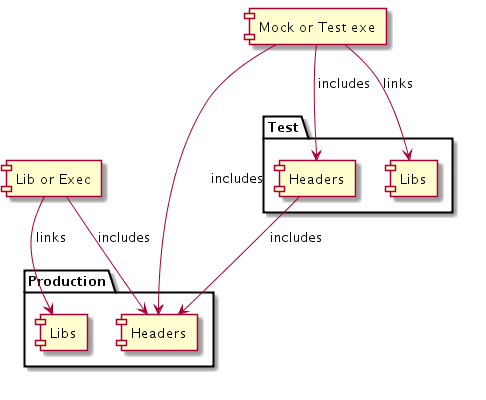 Mock or Test exe
includes
links
Test
Headers
Libs
Lib or Exec
includes
links
includes
includes
Production
Libs
Headers